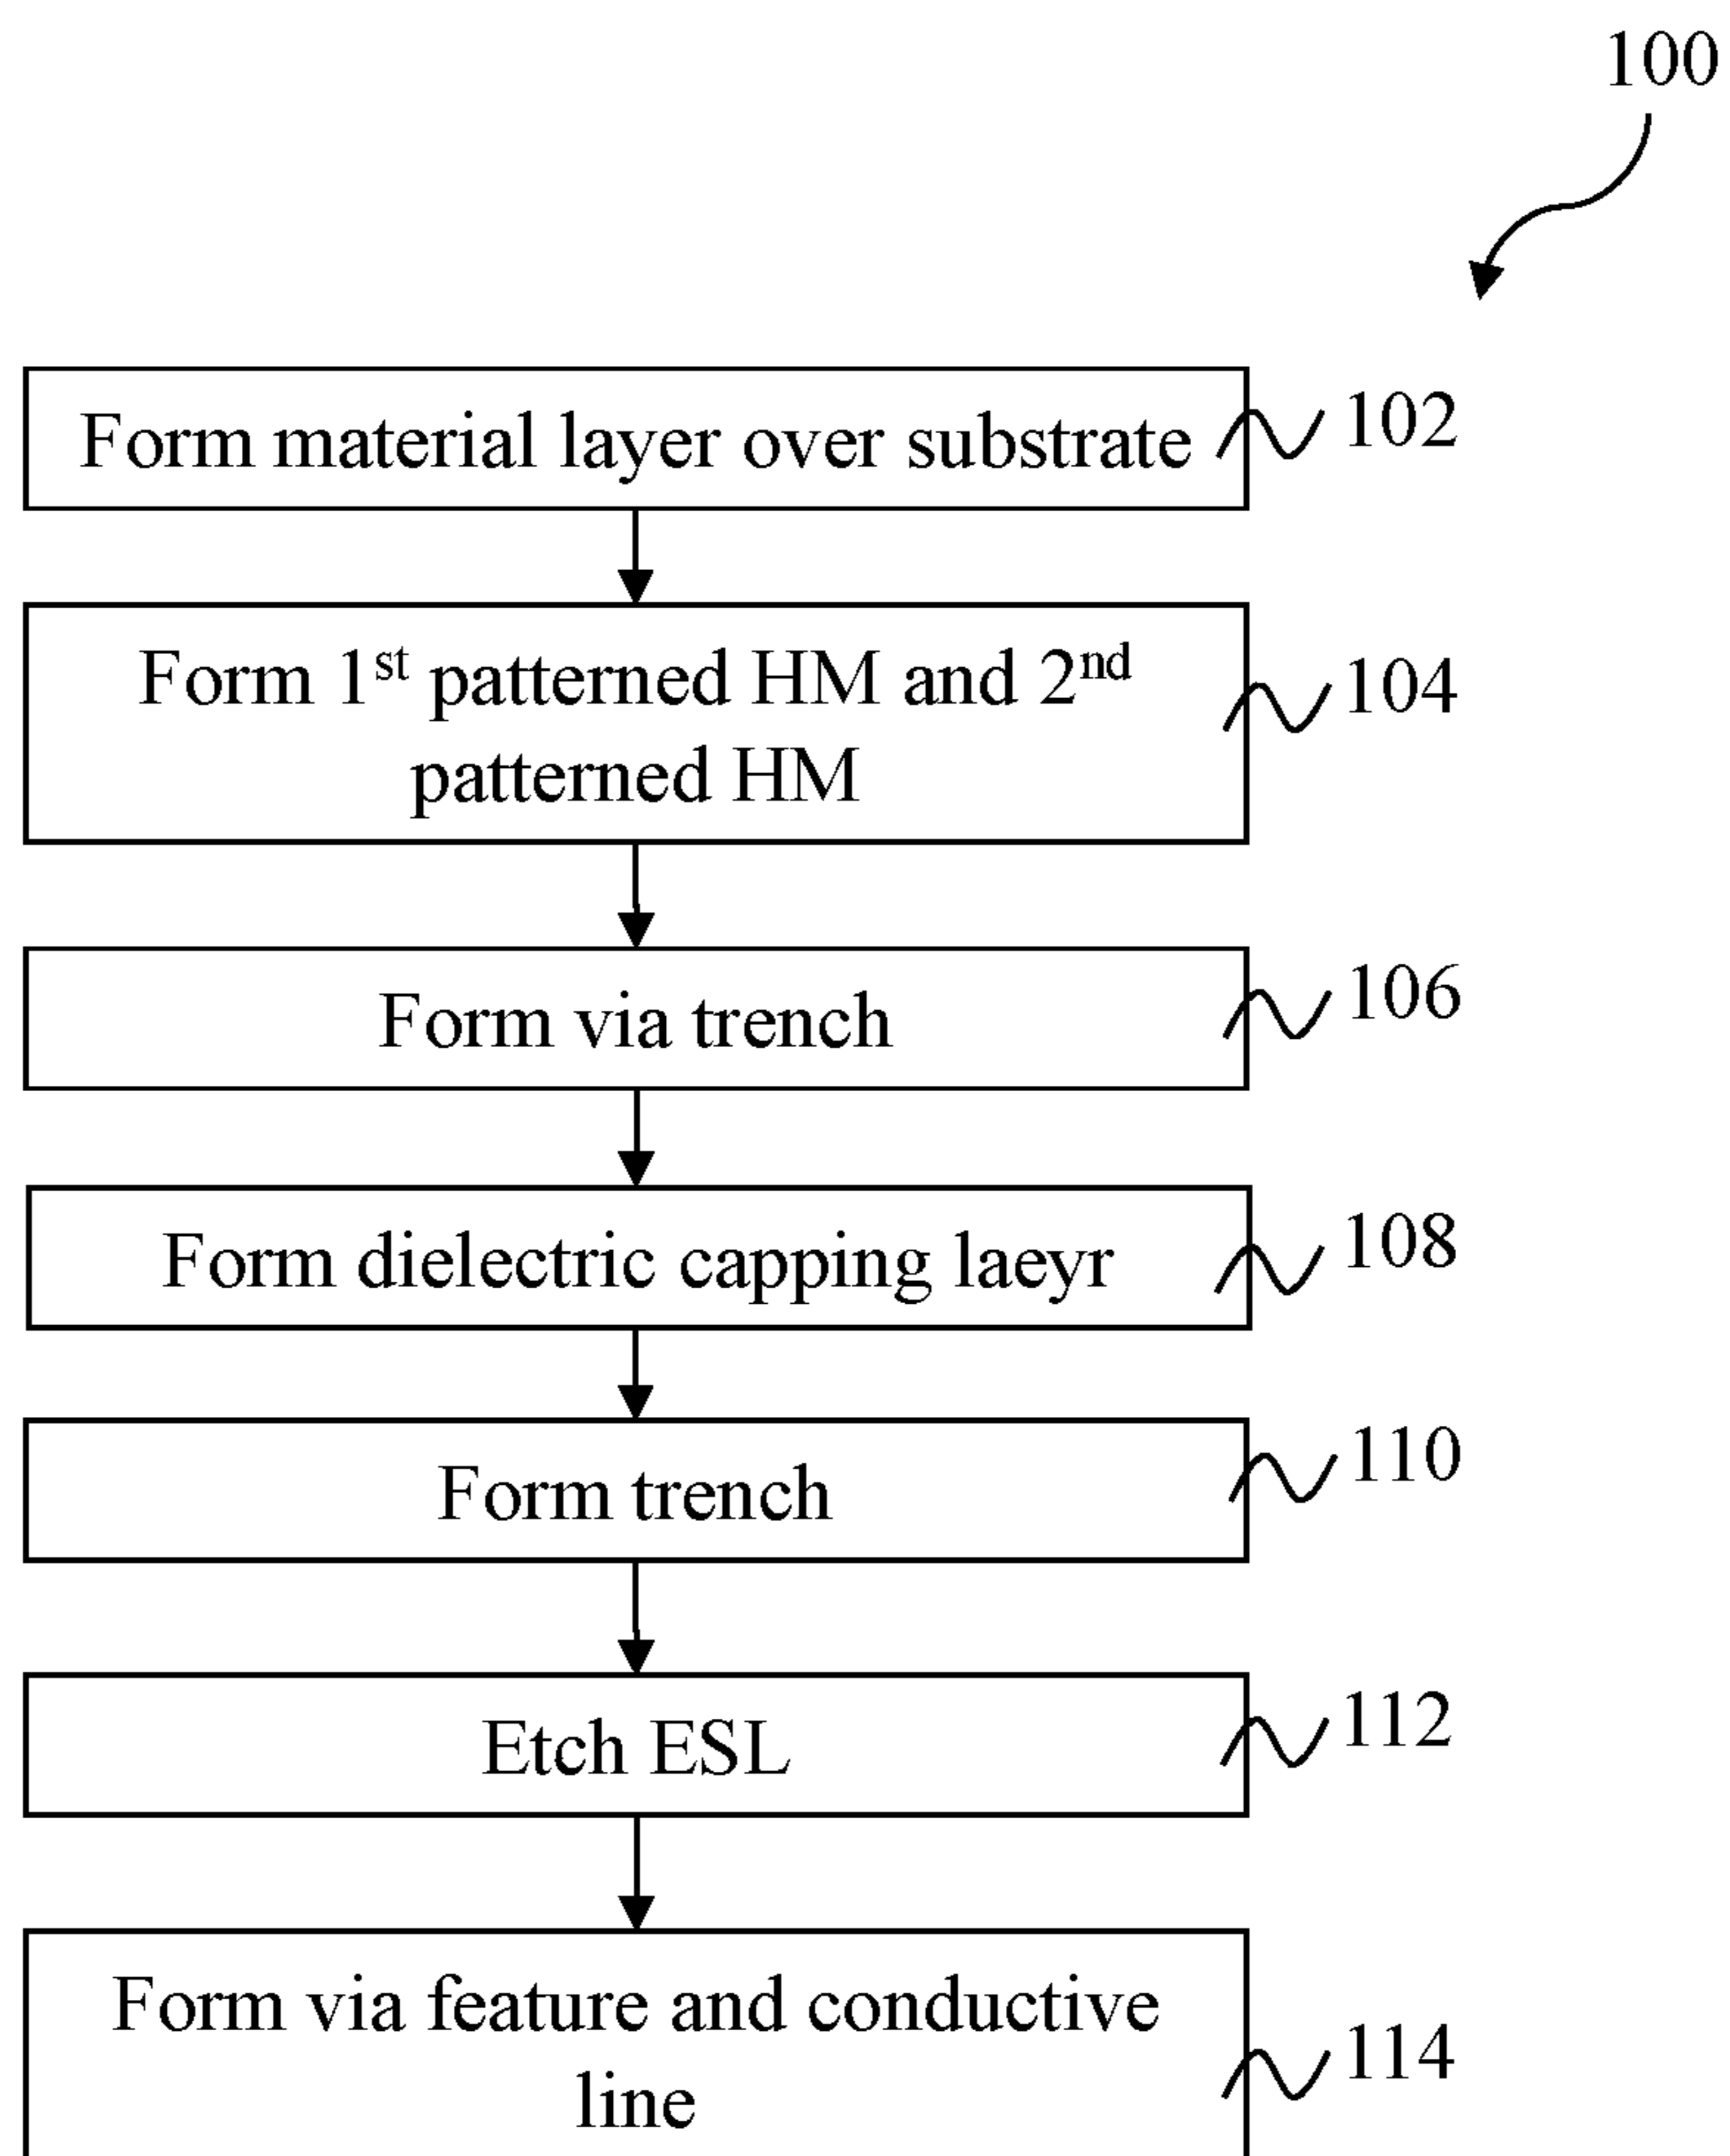 100
Form material layer over substrate
102
Form 1st patterned HM and 2nd
patterned HM
104
Form via trench
106
Form dielectric capping laeyr
108
Form trench
110
Etch ESL
112
Form via feature and conductive
line
114